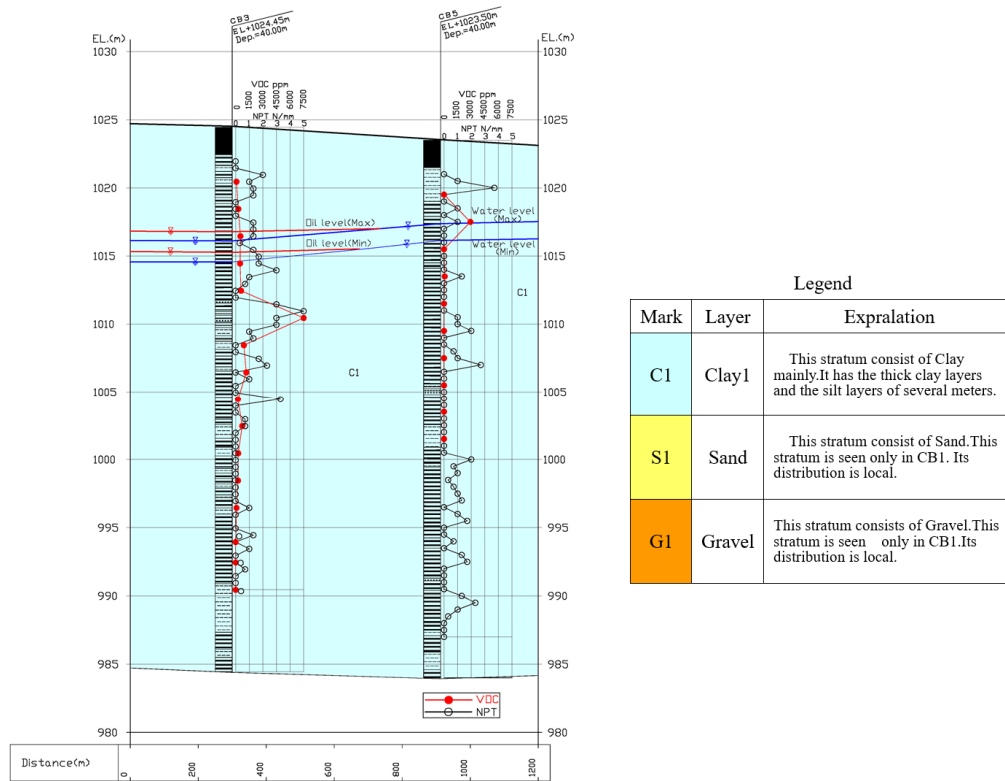 CB3
EL+1024.45m
Dep.=40.00m
CB5
EL+1023.50m
Dep.=40.00m
EL.(m)
EL.(m)
1030
1030
VOC ppm
0 1500 3000 4500 6000 7500
NPT N/mm
0 1 2 3 4 5
VOC ppm
0 1500 3000 4500 6000 7500
NPT N/mm
0 1 2 3 4 5
1025
1025
1020
1020
Oil level(Max)
Water level
(Max)
Oil level(Min)
Water level
(Min)
1015
1015
C1
1010
1010
C1
1005
1005
1000
1000
995
995
990
990
985
985
VOC
NPT
980
980
Distance(m)
0 200 400 600 800 1000 1200
Legend
Mark Layer Expralation
C1 Clay1
This stratum consist of Clay
mainly.It has the thick clay layers
and the silt layers of several meters.
S1 Sand
This stratum consist of Sand.This
stratum is seen only in CB1. Its
distribution is local.
G1 Gravel
This stratum consists of Gravel.This
stratum is seen only in CB1.Its
distribution is local.